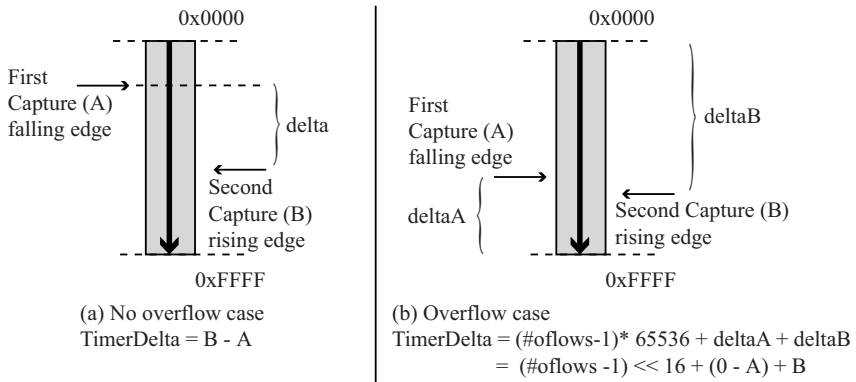 0x0000
First
Capture (A)
falling edge
delta
Second
Capture (B)
rising edge
0xFFFF
(a) No overflow case
TimerDelta = B - A
0x0000
First
Capture (A)
falling edge
deltaB
deltaA
Second Capture (B)
rising edge
0xFFFF
(b) Overflow case
TimerDelta = (#oflows-1)* 65536 + deltaA + deltaB
= (#oflows -1) << 16 + (0 - A) + B